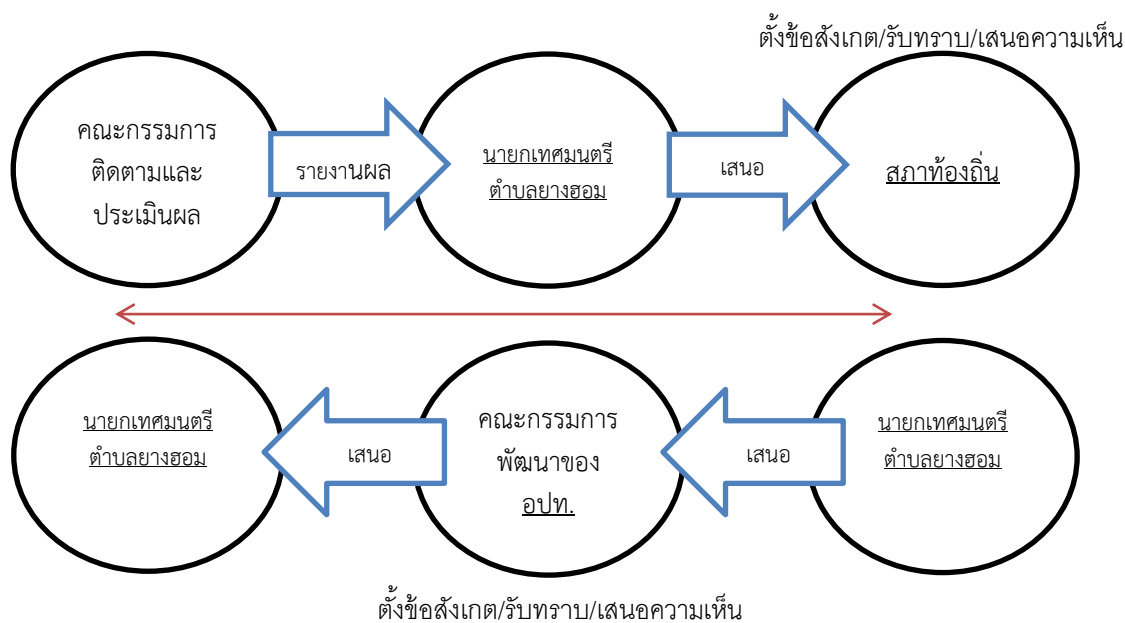 ตั้งข้อสังเกต/รับทราบ/เสนอความเห็น
คณะกรรมการ
ติดตามและ
ประเมินผล
รายงานผล
นายกเทศมนตรี
ตำบลยางฮอม
เสนอ
สภาท้องถิ่น
นายกเทศมนตรี
ตำบลยางฮอม
เสนอ
คณะกรรมการ
พัฒนาของ
อปท.
เสนอ
นายกเทศมนตรี
ตำบลยางฮอม
ตั้งข้อสังเกต/รับทราบ/เสนอความเห็น